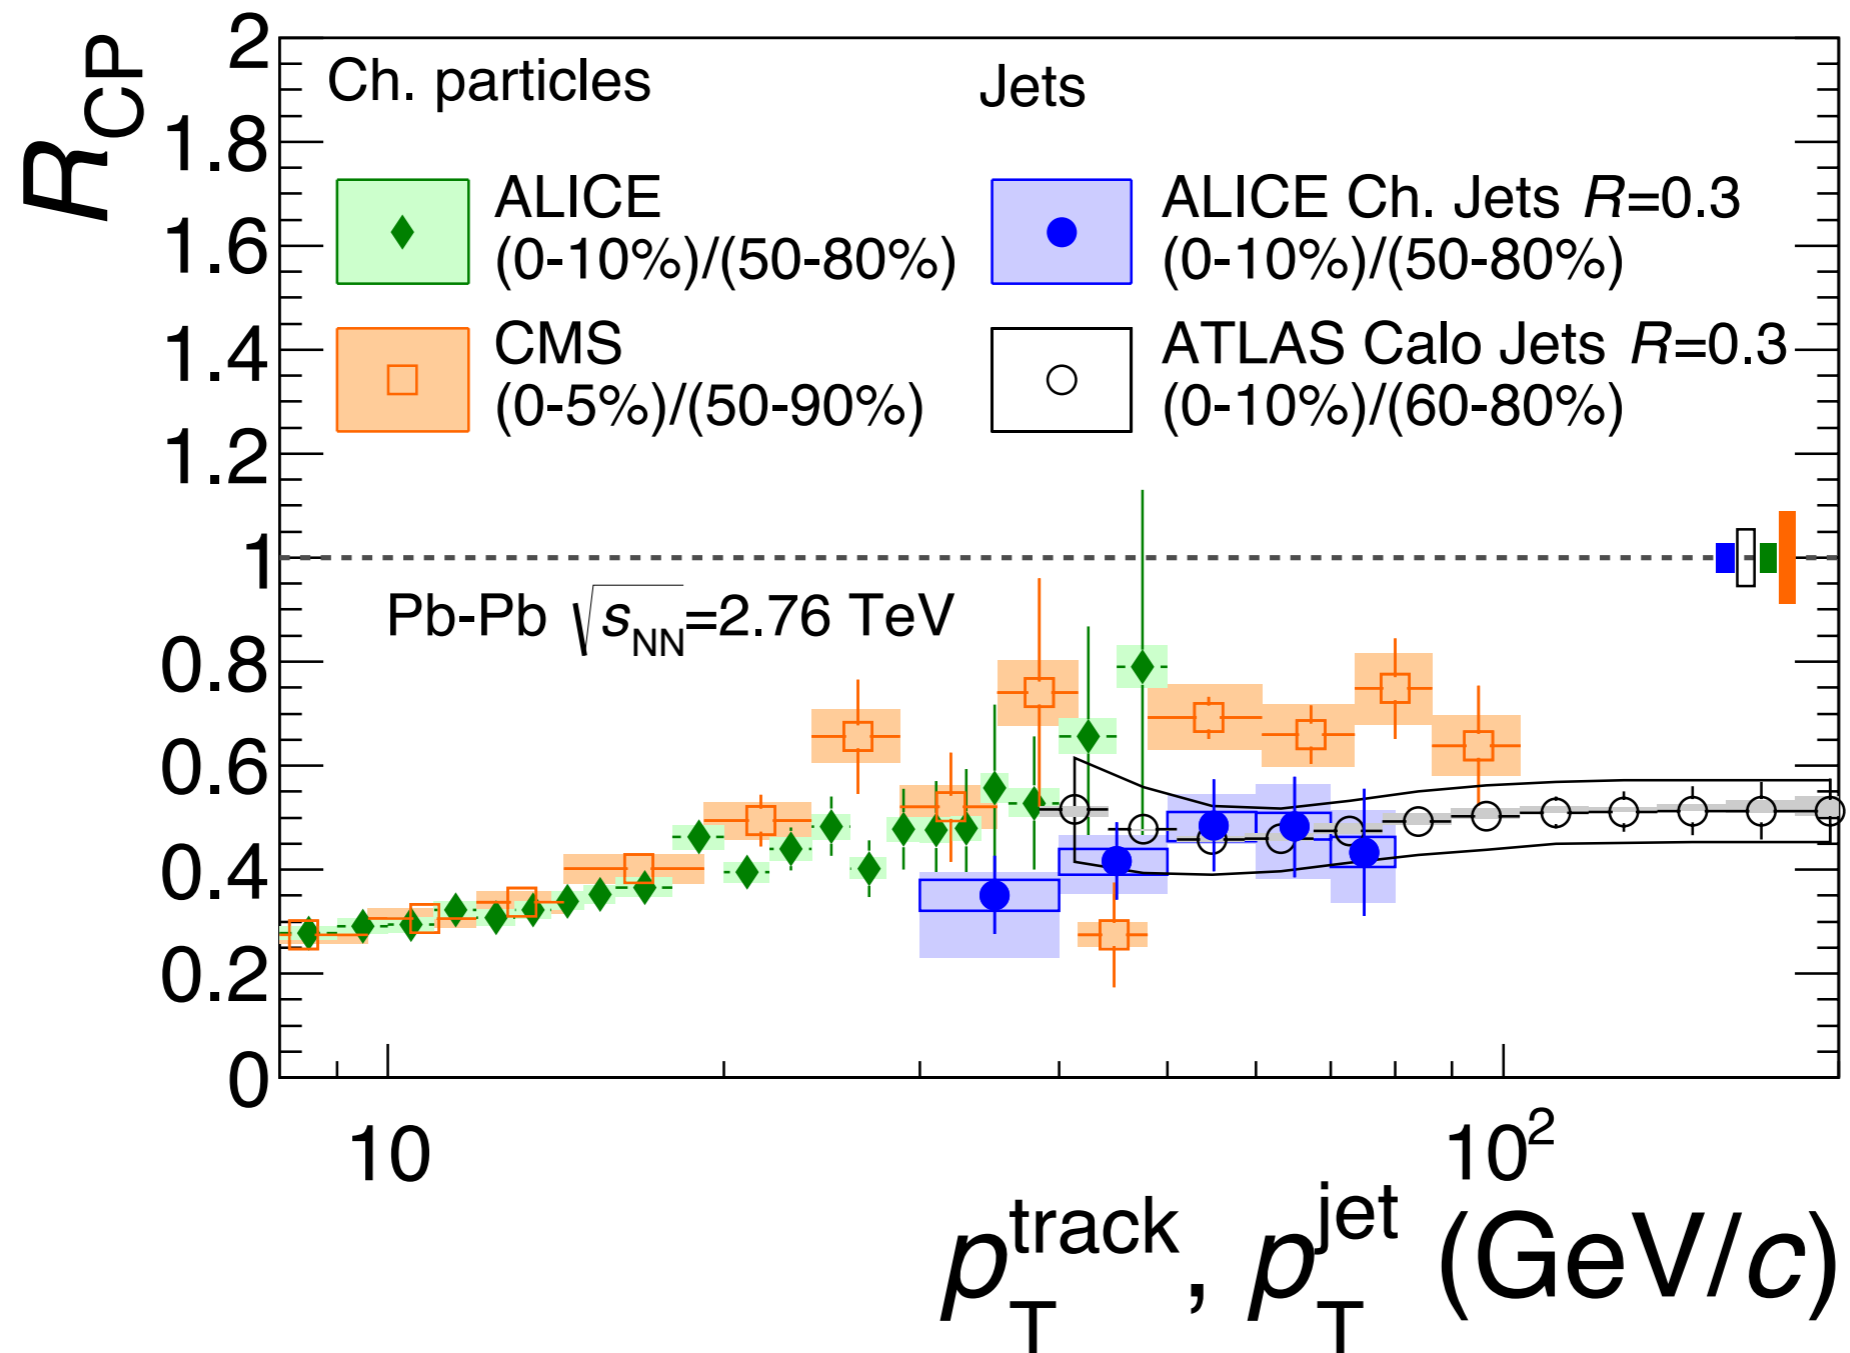 R_CP
2
1.8
1.6
1.4
1.2
1
0.8
0.6
0.4
0.2
0
Ch. particles
ALICE
(0-10%)/(50-80%)
CMS
(0-5%)/(50-90%)
Jets
ALICE Ch. Jets R=0.3
(0-10%)/(50-80%)
ATLAS Calo Jets R=0.3
(0-10%)/(60-80%)
Pb-Pb √s_NN=2.76 TeV
10
10²
p_T^track, p_T^jet (GeV/c)